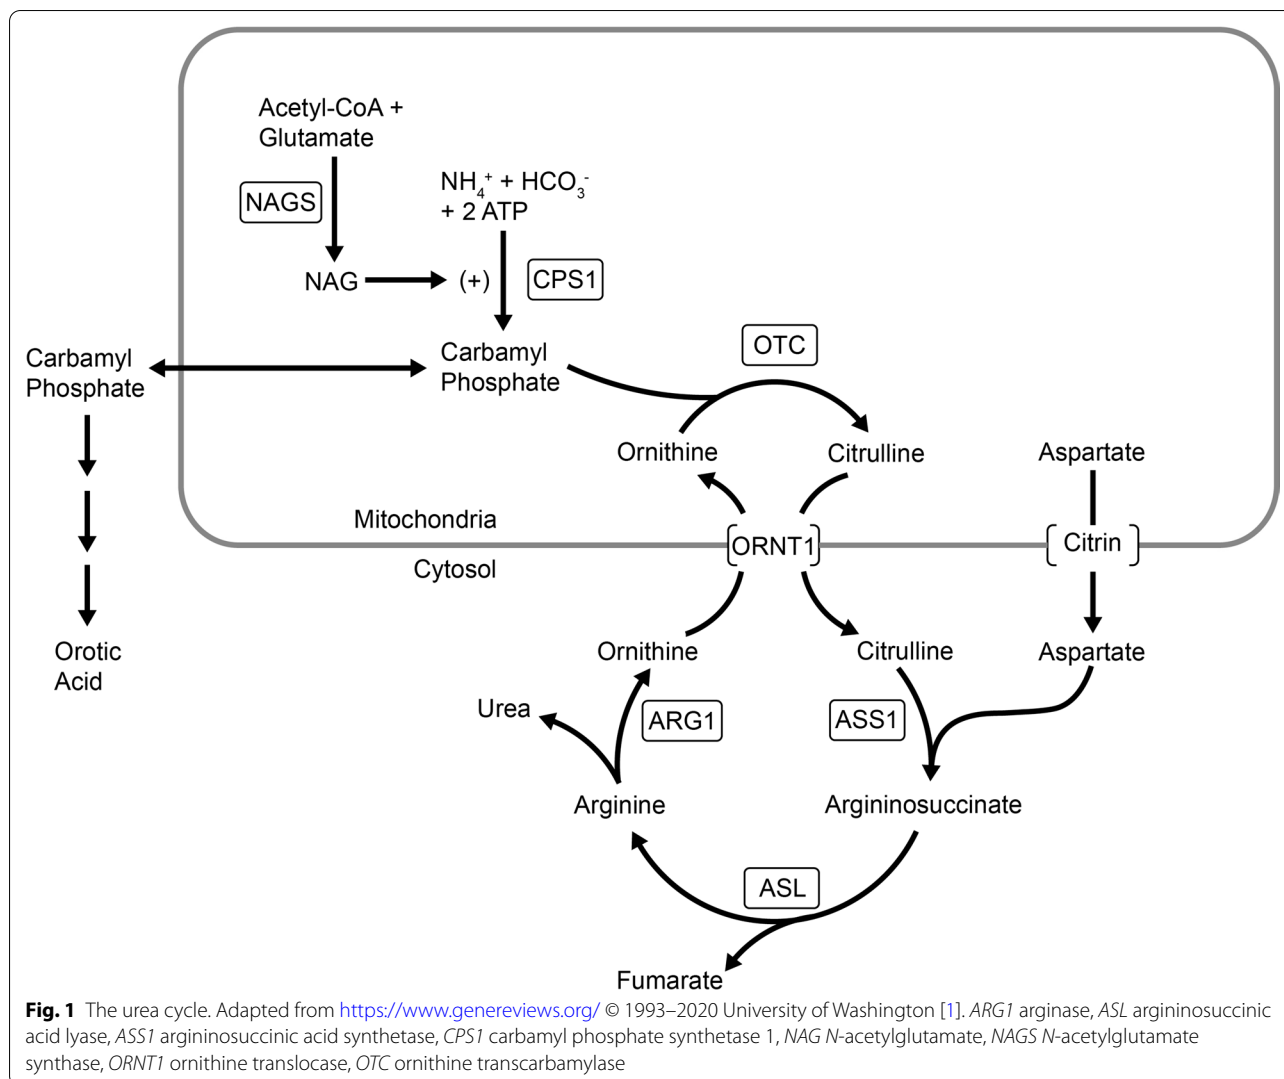 Acetyl-CoA +
Glutamate
NAGS
NH₄⁺ + HCO₃⁻
+ 2 ATP
NAG
(+)
CPS1
Carbamyl
Phosphate
Carbamyl
Phosphate
OTC
Ornithine
Citrulline
Aspartate
Mitochondria
ORNT1
Citrin
Cytosol
Orotic
Acid
Ornithine
Citrulline
Aspartate
Urea
ARG1
ASS1
Arginine
Argininosuccinate
ASL
Fumarate
Fig. 1 The urea cycle. Adapted from https://www.genereviews.org/ © 1993–2020 University of Washington [1]. ARG1 arginase, ASL argininosuccinic
acid lyase, ASS1 argininosuccinic acid synthetase, CPS1 carbamyl phosphate synthetase 1, NAG N-acetylglutamate, NAGS N-acetylglutamate
synthase, ORNT1 ornithine translocase, OTC ornithine transcarbamylase